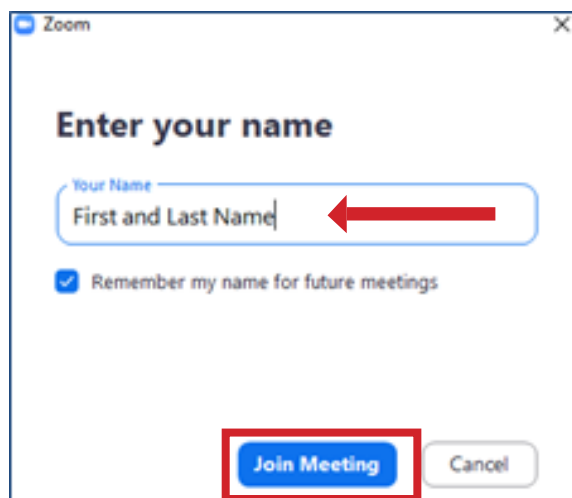 Zoom
Enter your name
Your Name
First and Last Name
Remember my name for future meetings
Join Meeting Cancel